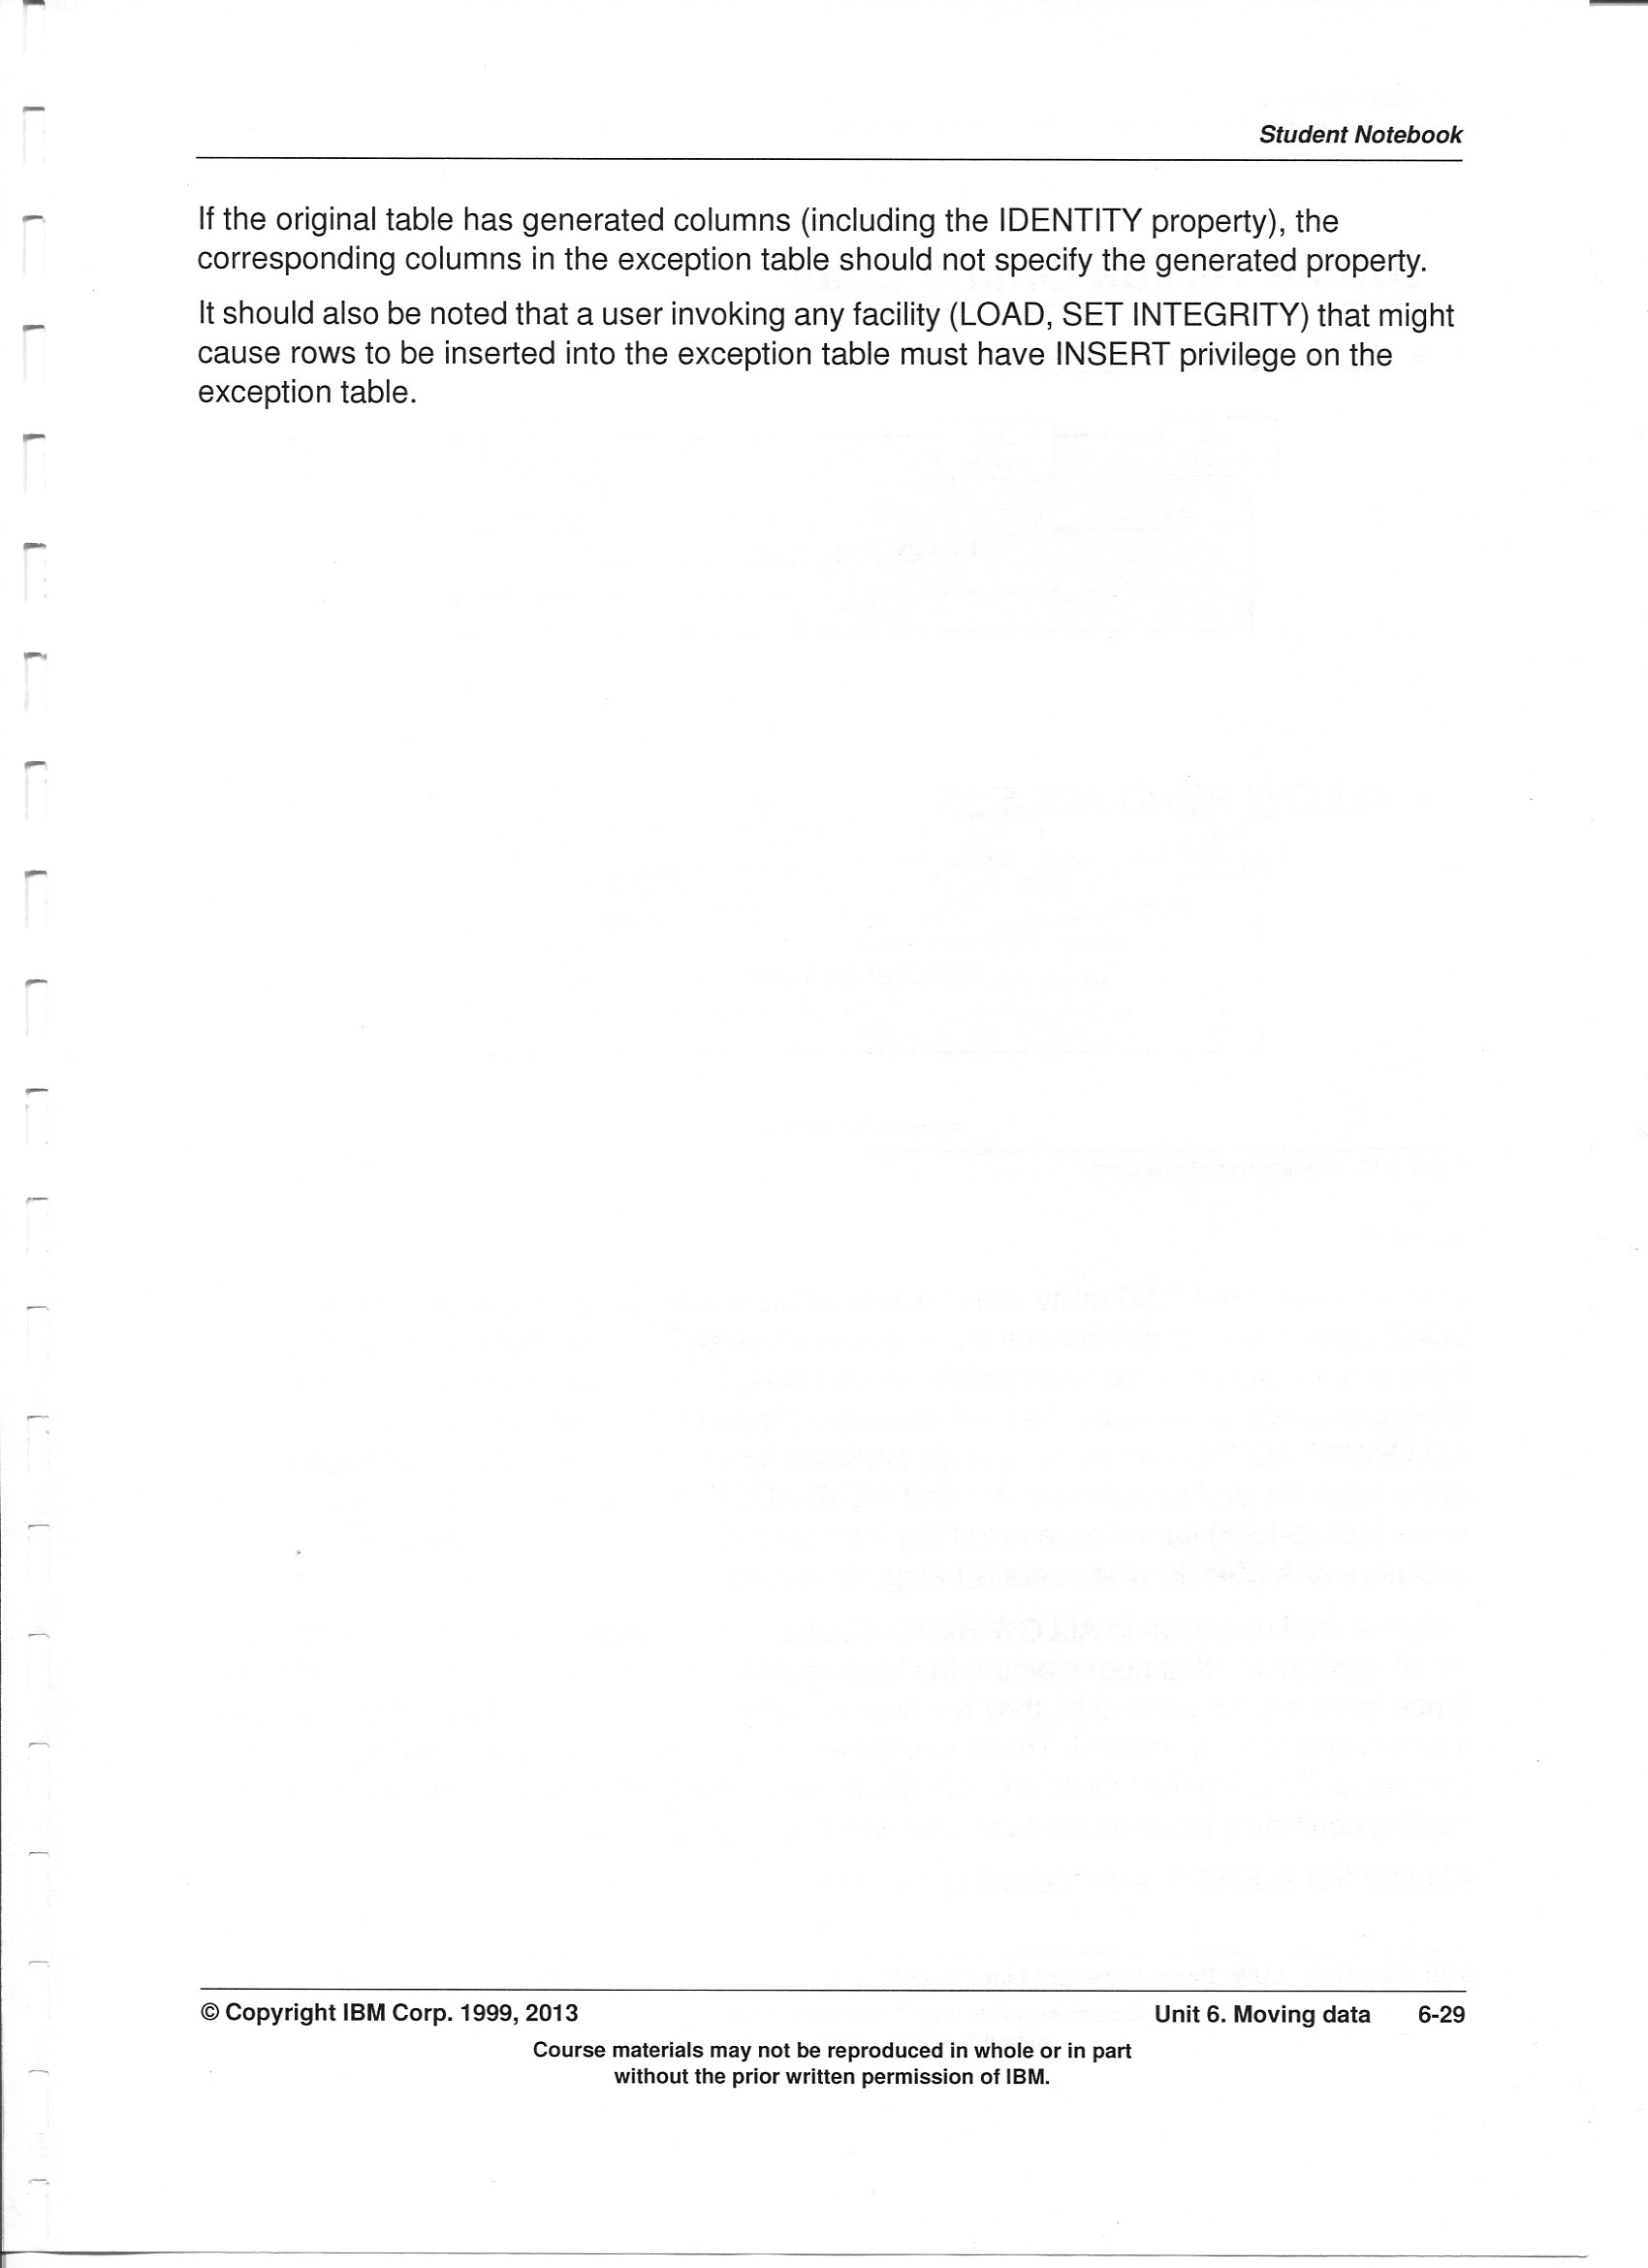 Student Notebook
If the original table has generated columns (including the IDENTITY property), the
corresponding columns in the exception table should not specify the generated property.
It should also be noted that a user invoking any facility (LOAD, SET INTEGRITY) that might
cause rows to be inserted into the exception table must have INSERT privilege on the
exception table.
© Copyright IBM Corp. 1999, 2013
Unit 6. Moving data 6-29
Course materials may not be reproduced in whole or in part
without the prior written permission of IBM.